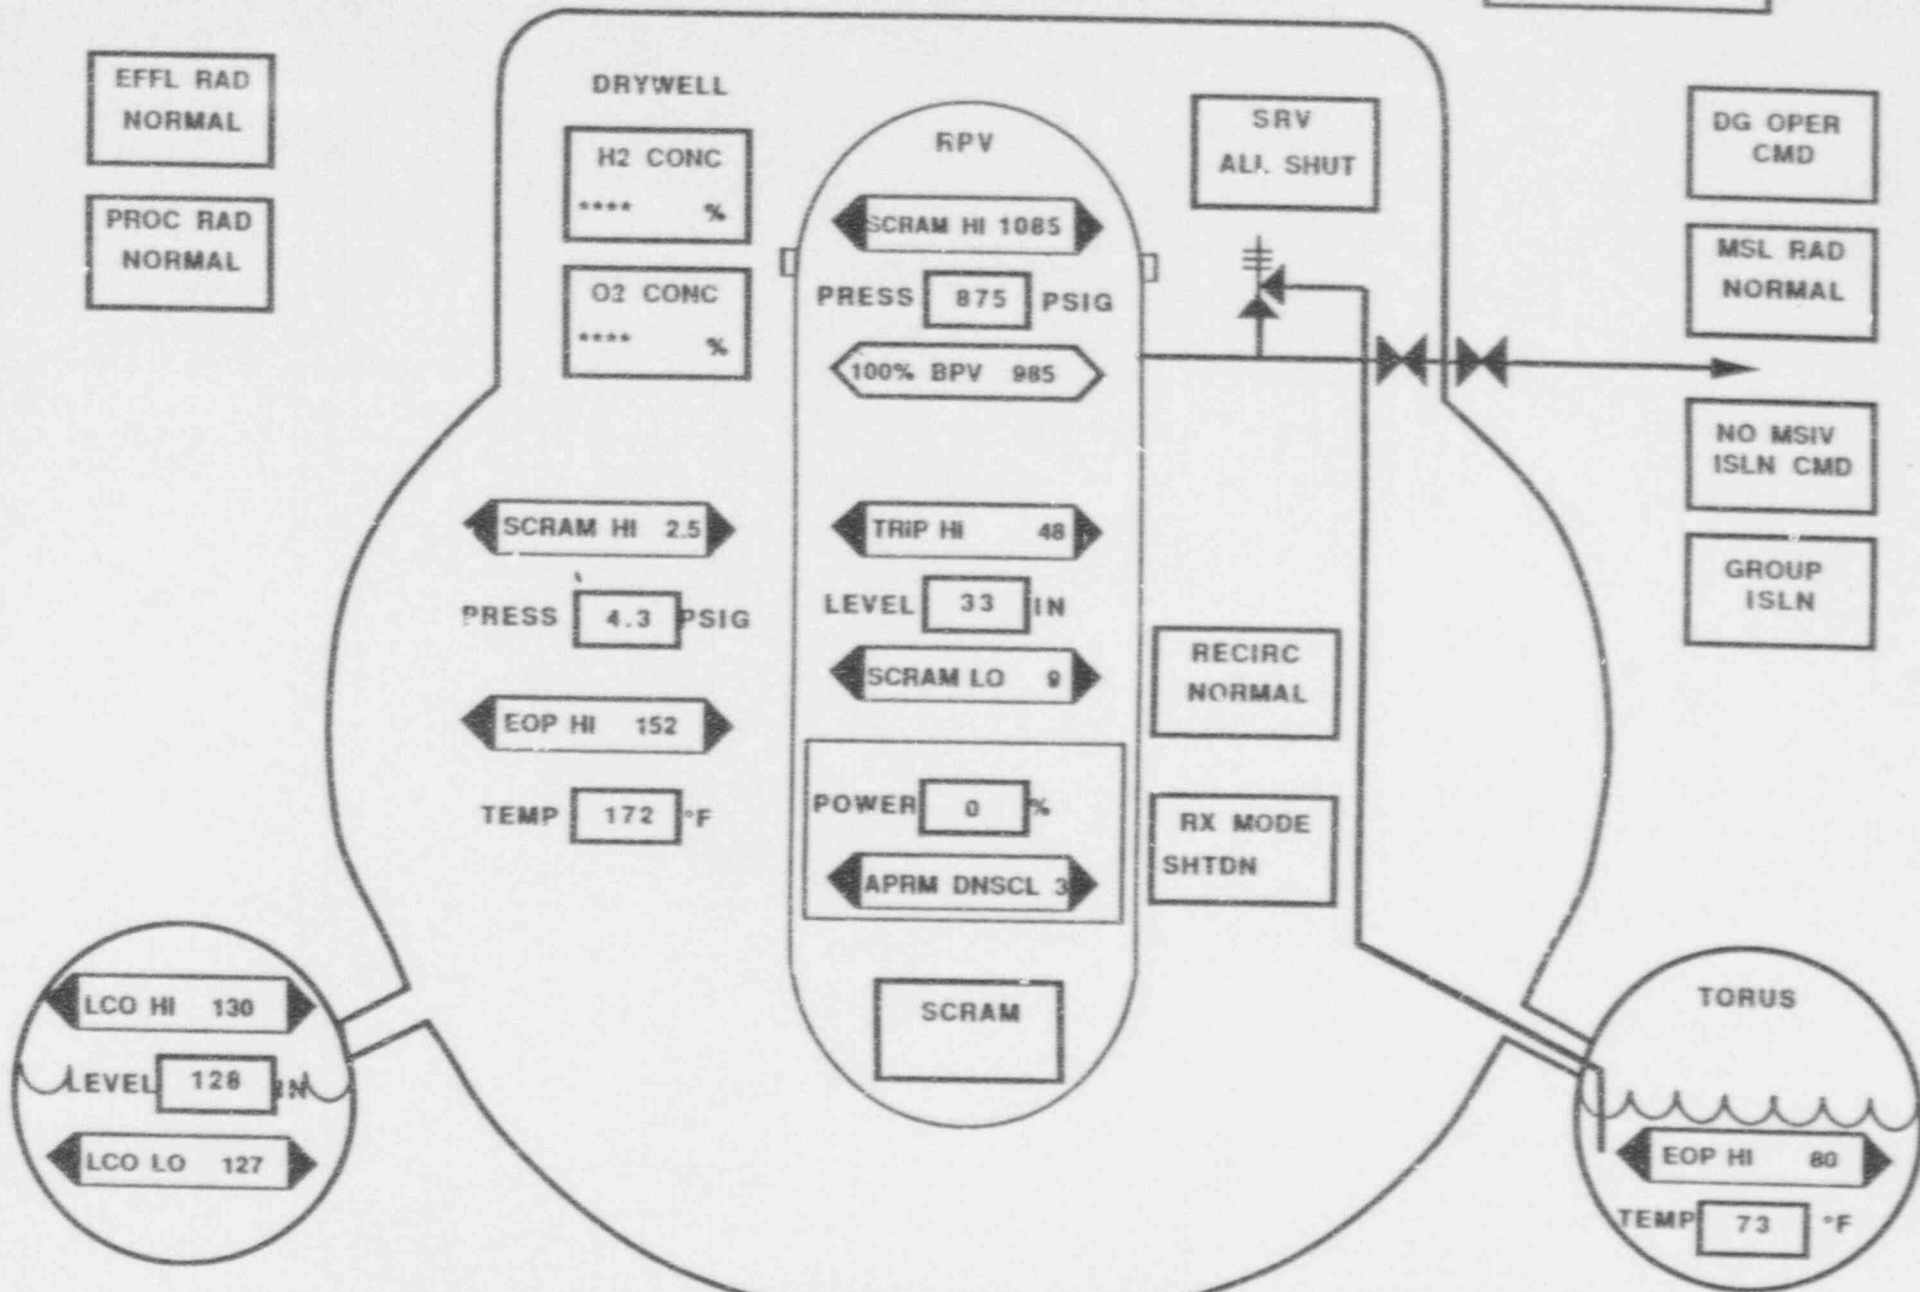 EFFL RAD
NORMAL
PROC RAD
NORMAL
DRYWELL
H2 CONC
**** %
O2 CONC
**** %
SCRAM HI 2.5
PRESS 4.3 PSIG
EOP HI 152
TEMP 172 °F
RPV
SCRAM HI 1085
PRESS 875 PSIG
100% BPV 985
TRIP HI 48
LEVEL 33 IN
SCRAM LO 9
POWER 0 %
APRM DNSCL 3
SCRAM
SRV
ALL SHUT
RECIRC
NORMAL
RX MODE
SHTDN
DG OPER
CMD
MSL RAD
NORMAL
NO MSIV
ISLN CMD
GROUP
ISLN
LCO HI 130
LEVEL 128 IN
LCO LO 127
TORUS
EOP HI 80
TEMP 73 °F